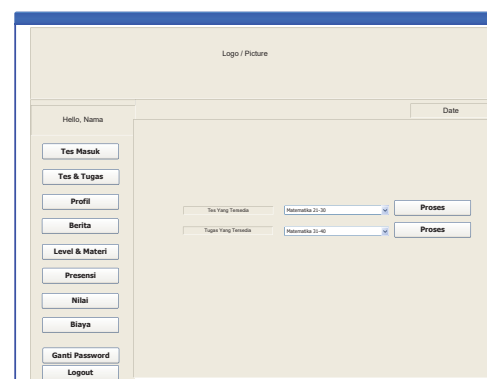 Logo / Picture
Date
Hello, Nama
Tes Masuk
Tes & Tugas
Profil
Berita
Level & Materi
Presensi
Nilai
Biaya
Ganti Password
Logout
Tes Yang Tersedia
Matematika 21-30
Proses
Tugas Yang Tersedia
Matematika 31-40
Proses